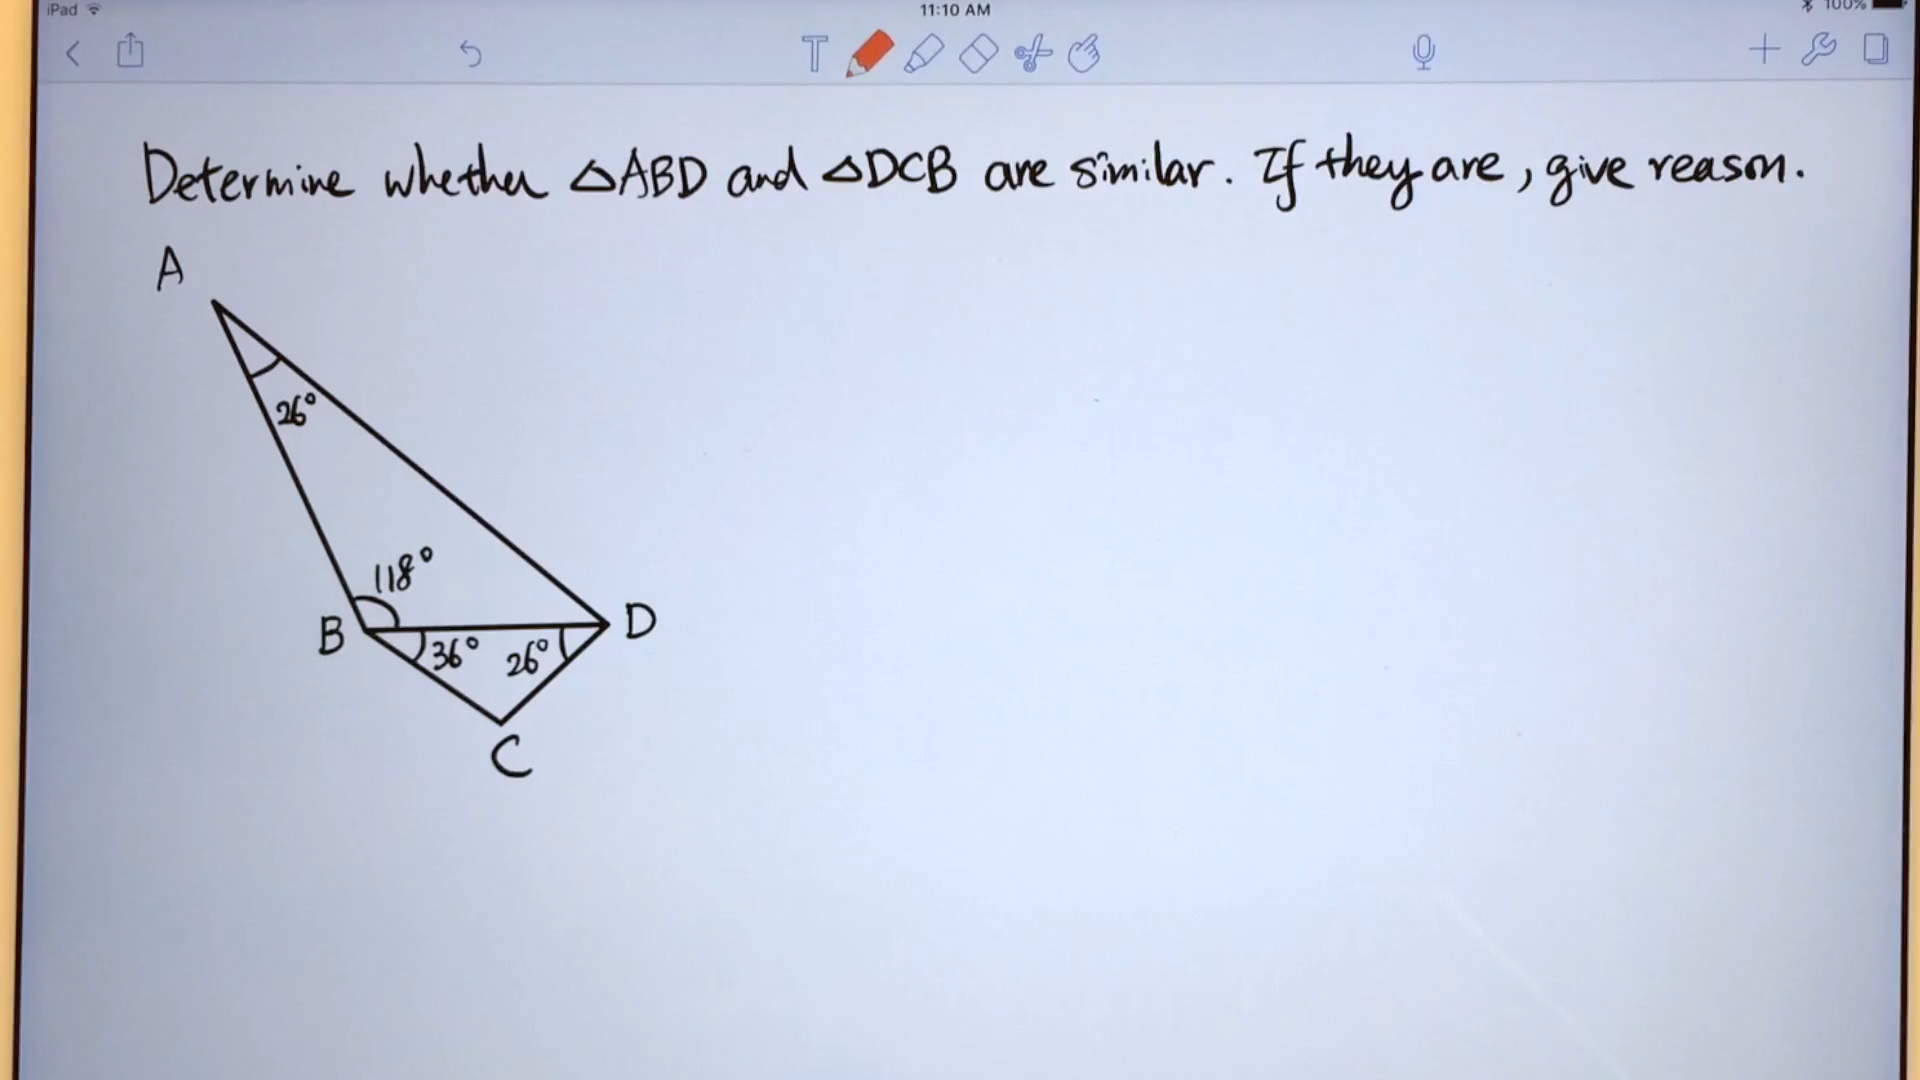 iPad
11:10 AM
100%
T
Determine whether △ABD and △DCB are similar. If they are, give reason.
A
26°
118°
B
36°
26°
D
C